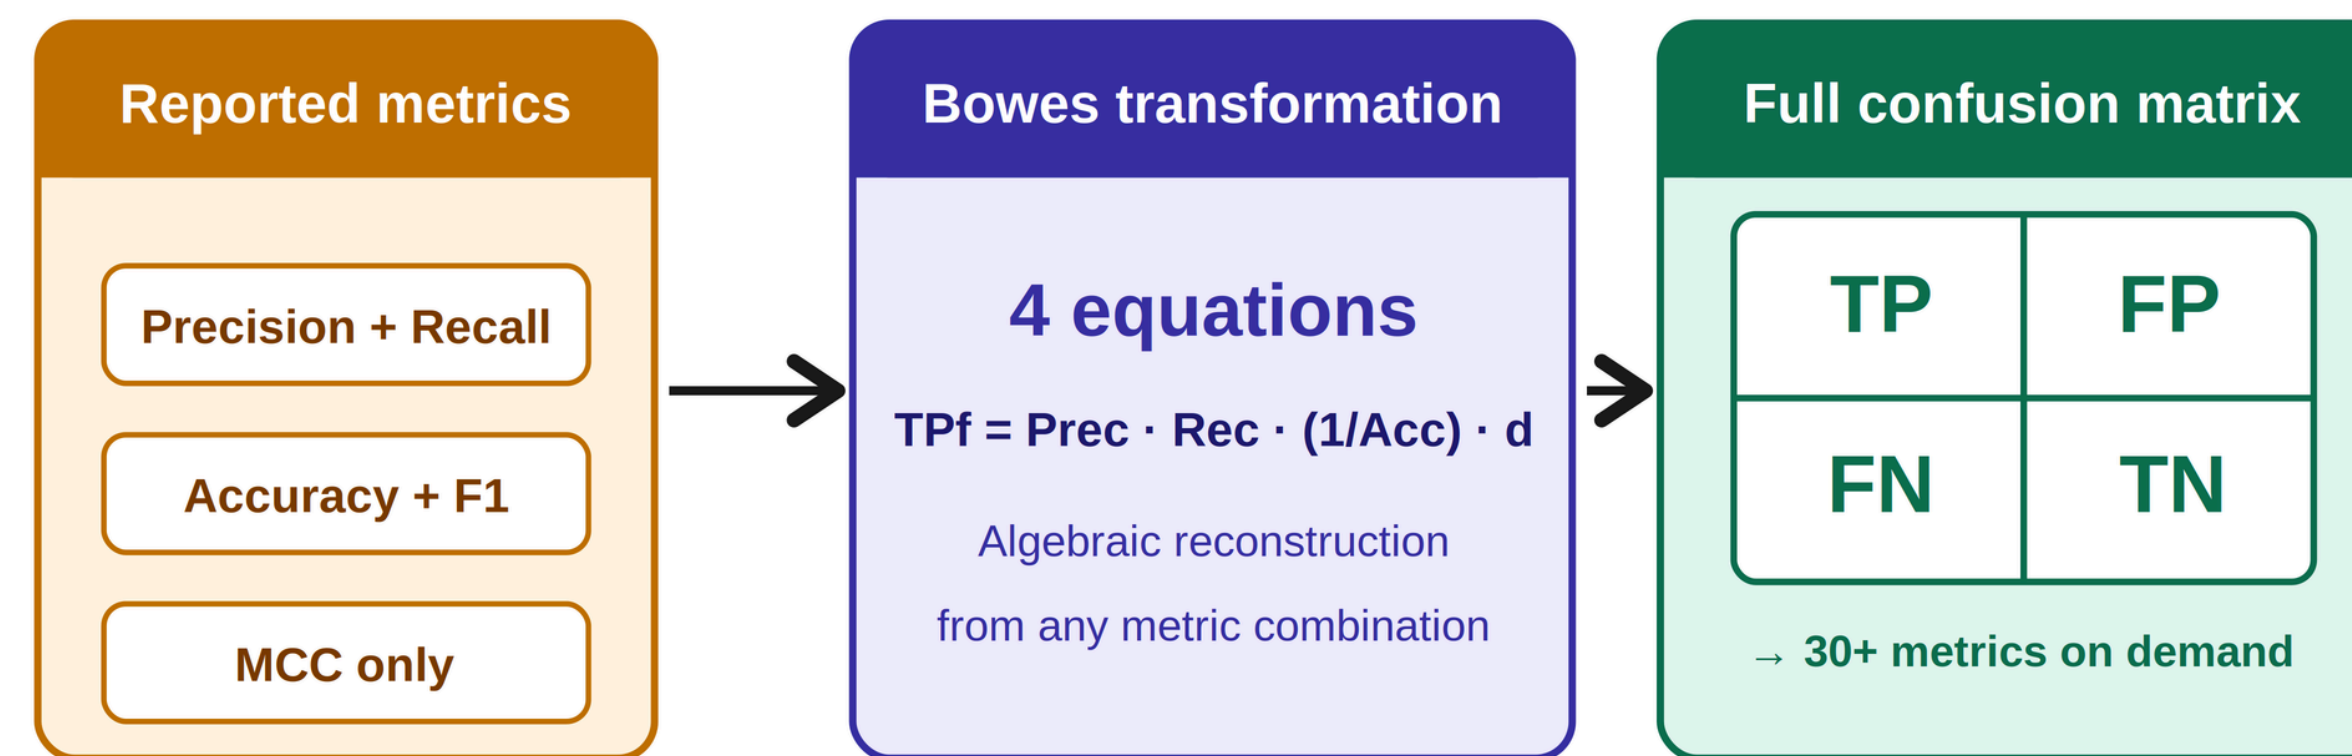 Reported metrics
Precision + Recall
Accuracy + F1
MCC only
Bowes transformation
4 equations
TPf = Prec · Rec · (1/Acc) · d
Algebraic reconstruction
from any metric combination
Full confusion matrix
TP FP
FN TN
→ 30+ metrics on demand